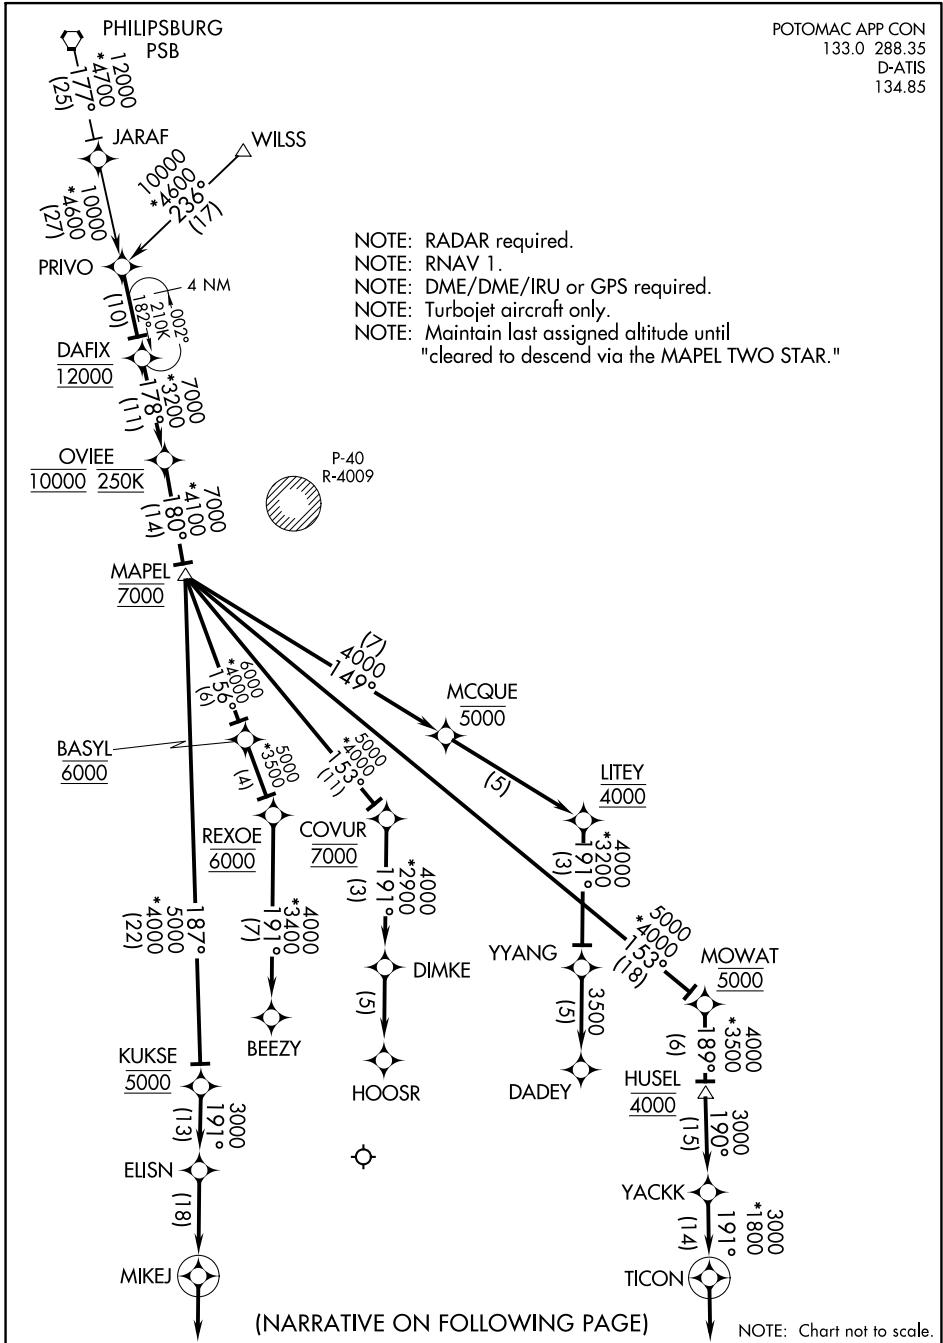 PHILIPSBURG
PSB
POTOMAC APP CON
133.0 288.35
D-ATIS
134.85
12000
*4700
177°
(25)
JARAF
WILSS
10000
*4600
236°
(17)
10000
*4600
(27)
PRIVO
4 NM
(10)
182°
210K
002°
DAFIX
12000
NOTE: RADAR required.
NOTE: RNAV 1.
NOTE: DME/DME/IRU or GPS required.
NOTE: Turbojet aircraft only.
NOTE: Maintain last assigned altitude until
"cleared to descend via the MAPEL TWO STAR."
7000
*3200
178°
(11)
OVIEE
10000 250K
P-40
R-4009
7000
*4100
180°
(14)
MAPEL
7000
(7)
4000
149°
MCQUE
5000
6000
*4000
156°
(6)
BASYL
6000
5000
*3500
(4)
5000
*4000
153°
(11)
(5)
LITEY
4000
REXOE
6000
COVUR
7000
4000
*3200
191°
(3)
187°
5000
*4000
(22)
4000
*3400
191°
(7)
4000
*2900
191°
(3)
5000
*4000
153°
(18)
MOWAT
5000
DIMKE
YYANG
(5)
3500
(5)
4000
*3500
189°
(6)
BEEZY
KUKSE
5000
HOOSR
DADEY
HUSEL
4000
3000
191°
(13)
3000
190°
(15)
ELISN
YACKK
(18)
3000
*1800
191°
(14)
MIKEJ
TICON
(NARRATIVE ON FOLLOWING PAGE)
NOTE: Chart not to scale.